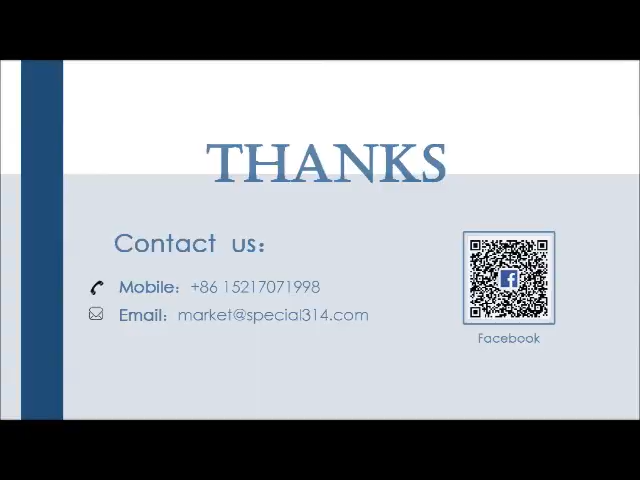 THANKS
Contact us：
Mobile：+86 15217071998
Email：market@special314.com
Facebook